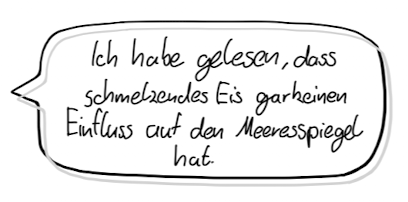 Ich habe gelesen, dass
schmelzendes Eis garkeinen
Einfluss auf den Meeresspiegel
hat.